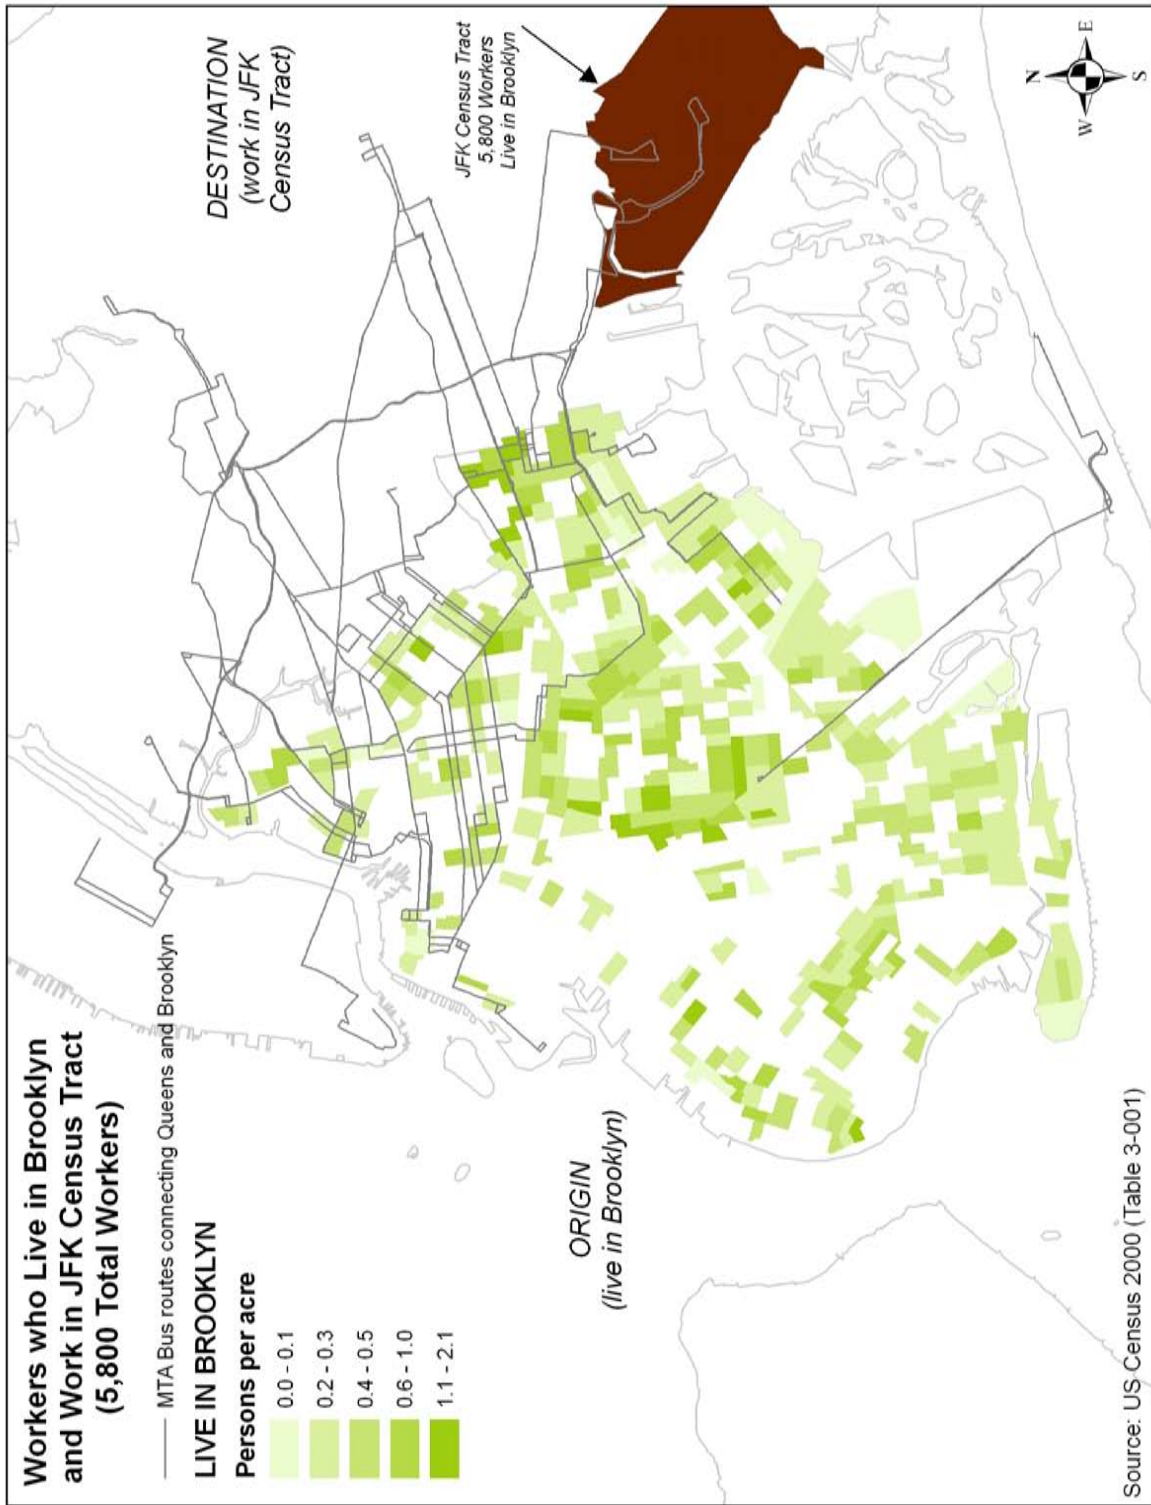 Workers who Live in Brooklyn
and Work in JFK Census Tract
(5,800 Total Workers)
MTA Bus routes connecting Queens and Brooklyn
LIVE IN BROOKLYN
Persons per acre
0.0 - 0.1
0.2 - 0.3
0.4 - 0.5
0.6 - 1.0
1.1 - 2.1
DESTINATION
(work in JFK
Census Tract)
JFK Census Tract
5,800 Workers
Live in Brooklyn
ORIGIN
(live in Brooklyn)
N
W
E
S
Source: US Census 2000 (Table 3-001)